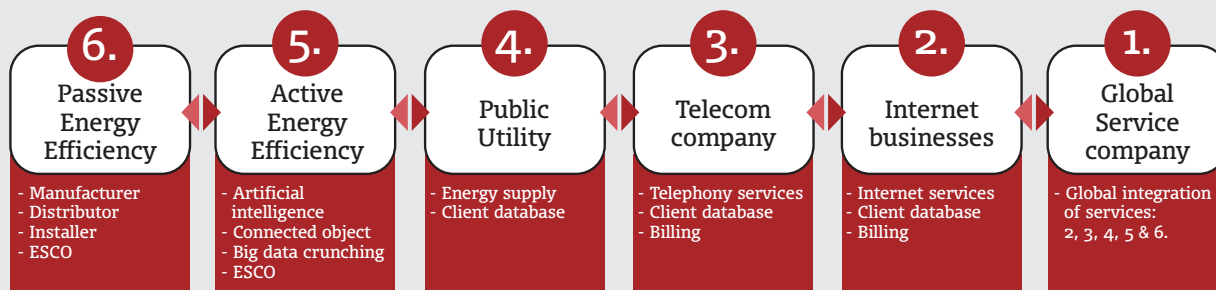 6.
Passive
Energy
Efficiency
- Manufacturer
- Distributor
- Installer
- ESCO
5.
Active
Energy
Efficiency
- Artificial
intelligence
- Connected object
- Big data crunching
- ESCO
4.
Public
Utility
- Energy supply
- Client database
3.
Telecom
company
- Telephony services
- Client database
- Billing
2.
Internet
businesses
- Internet services
- Client database
- Billing
1.
Global
Service
company
- Global integration
of services:
2, 3, 4, 5 & 6.